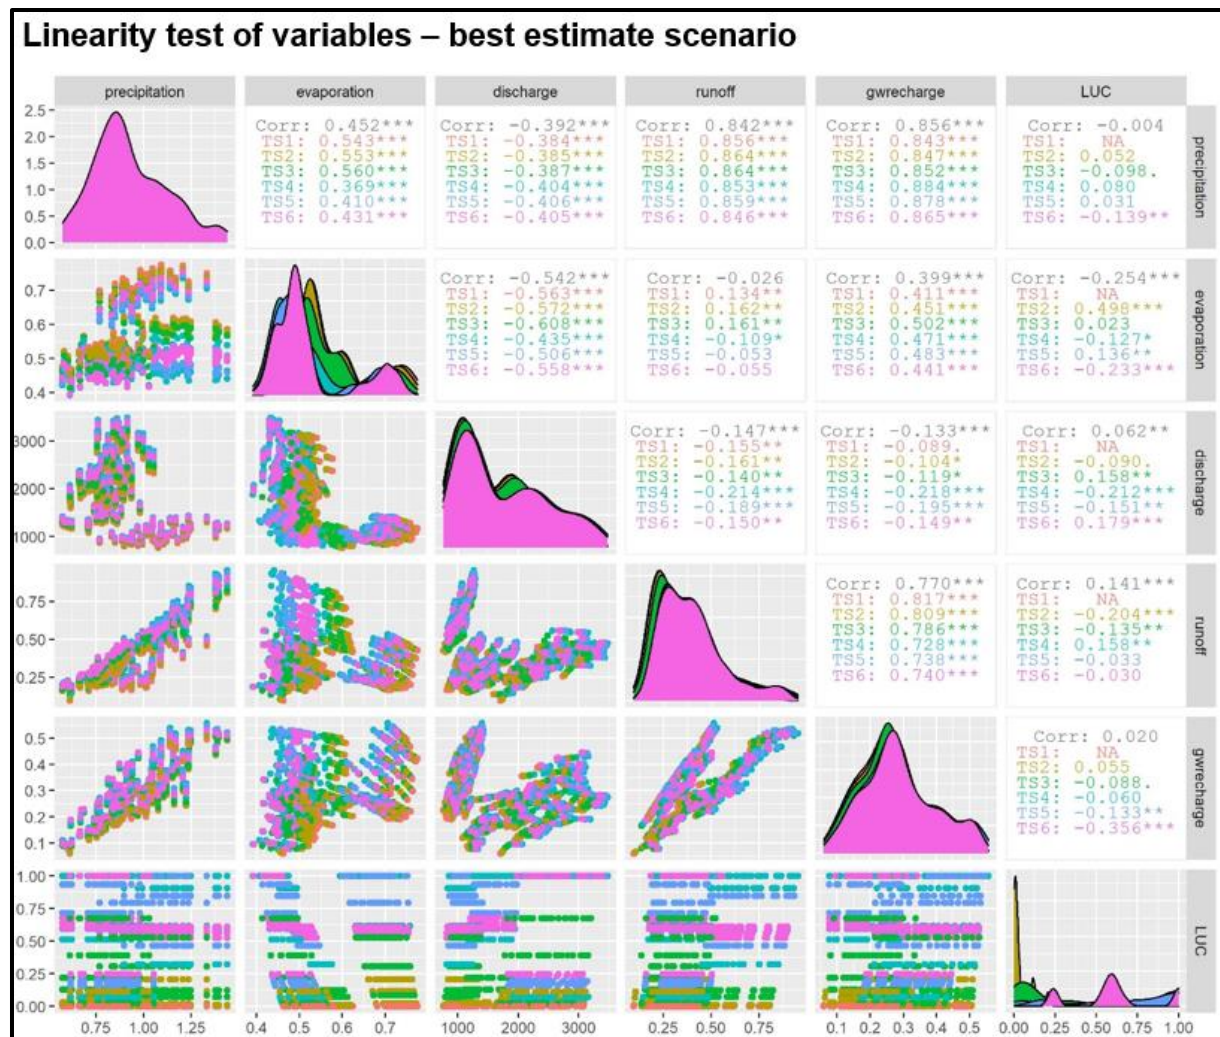 Linearity test of variables – best estimate scenario
precipitation evaporation discharge runoff gwrecharge LUC
2.5
2.0
1.5
1.0
0.5
0.0
Corr: 0.452***
TS1: 0.543***
TS2: 0.553***
TS3: 0.560***
TS4: 0.369***
TS5: 0.410***
TS6: 0.431***
Corr: -0.392***
TS1: -0.384***
TS2: -0.385***
TS3: -0.387***
TS4: -0.404***
TS5: -0.406***
TS6: -0.405***
Corr: 0.842***
TS1: 0.856***
TS2: 0.864***
TS3: 0.864***
TS4: 0.853***
TS5: 0.859***
TS6: 0.846***
Corr: 0.856***
TS1: 0.843***
TS2: 0.847***
TS3: 0.852***
TS4: 0.884***
TS5: 0.878***
TS6: 0.865***
Corr: -0.004
TS1: NA
TS2: 0.052
TS3: -0.098.
TS4: 0.080
TS5: 0.031
TS6: -0.139**
precipitation
0.7
0.6
0.5
0.4
Corr: -0.542***
TS1: -0.563***
TS2: -0.572***
TS3: -0.608***
TS4: -0.435***
TS5: -0.506***
TS6: -0.558***
Corr: -0.026
TS1: 0.134**
TS2: 0.162**
TS3: 0.161**
TS4: -0.109*
TS5: -0.053
TS6: -0.055
Corr: 0.399***
TS1: 0.411***
TS2: 0.451***
TS3: 0.502***
TS4: 0.471***
TS5: 0.483***
TS6: 0.441***
Corr: -0.254***
TS1: NA
TS2: 0.498***
TS3: 0.023
TS4: -0.127*
TS5: 0.136**
TS6: -0.233***
evaporation
3000
2000
1000
Corr: -0.147***
TS1: -0.155**
TS2: -0.161**
TS3: -0.140**
TS4: -0.214***
TS5: -0.189***
TS6: -0.150**
Corr: -0.133***
TS1: -0.089.
TS2: -0.104*
TS3: -0.119*
TS4: -0.218***
TS5: -0.195***
TS6: -0.149**
Corr: 0.062**
TS1: NA
TS2: -0.090.
TS3: 0.158**
TS4: -0.212***
TS5: -0.151**
TS6: 0.179***
discharge
0.75
0.50
0.25
Corr: 0.770***
TS1: 0.817***
TS2: 0.809***
TS3: 0.786***
TS4: 0.728***
TS5: 0.738***
TS6: 0.740***
Corr: 0.141***
TS1: NA
TS2: -0.204***
TS3: -0.135**
TS4: 0.158**
TS5: -0.033
TS6: -0.030
runoff
0.5
0.4
0.3
0.2
0.1
Corr: 0.020
TS1: NA
TS2: 0.055
TS3: -0.088.
TS4: -0.060
TS5: -0.133**
TS6: -0.356***
gwrecharge
1.00
0.75
0.50
0.25
0.00
LUC
0.75 1.00 1.25 0.4 0.5 0.6 0.7 1000 2000 3000 0.25 0.50 0.75 0.1 0.2 0.3 0.4 0.5 0.00 0.25 0.50 0.75 1.00